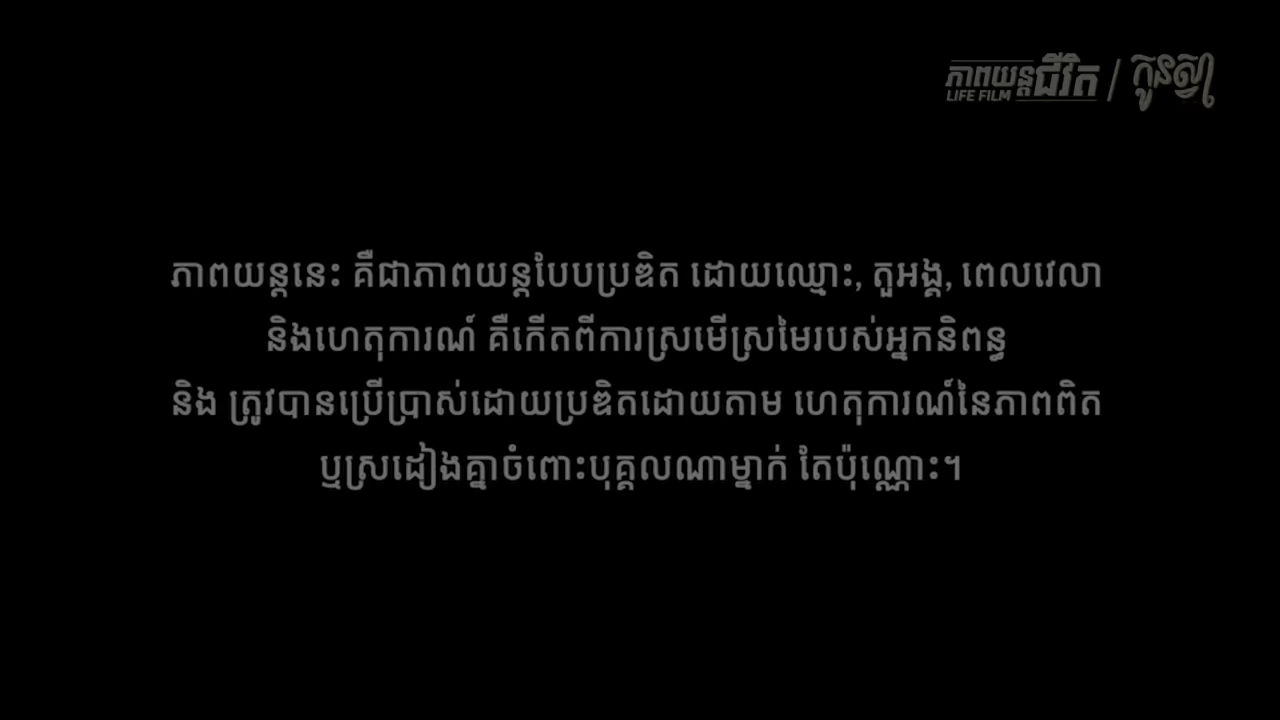 ភាពយន្តជីវិត / កូនស្វា
LIFE FILM
ភាពយន្តនេះ គឺជាភាពយន្តបែបប្រឌិត ដោយឈ្មោះ, តួអង្គ, ពេលវេលា
និងហេតុការណ៍ គឺកើតពីការស្រមើស្រមៃរបស់អ្នកនិពន្ធ
និង ត្រូវបានប្រើប្រាស់ដោយប្រឌិតដោយតាម ហេតុការណ៍នៃភាពពិត
ឬស្រដៀងគ្នាចំពោះបុគ្គលណាម្នាក់ តែប៉ុណ្ណោះ។